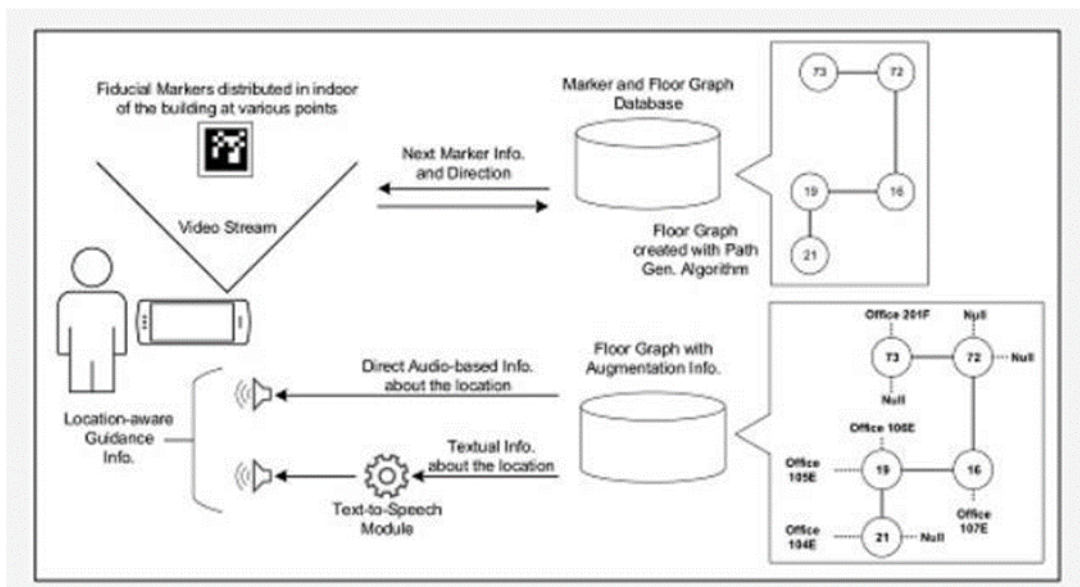 Fiducial Markers distributed in indoor
of the building at various points
Video Stream
Next Marker Info.
and Direction
Marker and Floor Graph
Database
Floor Graph
created with Path
Gen. Algorithm
73
72
19
16
21
Location-aware
Guidance
Info.
Direct Audio-based Info.
about the location
Textual Info.
about the location
Text-to-Speech
Module
Floor Graph with
Augmentation Info.
Office 201F
Null
73
72
Null
Null
Office 106E
Office
105E
19
16
Office
107E
Office
104E
21
Null